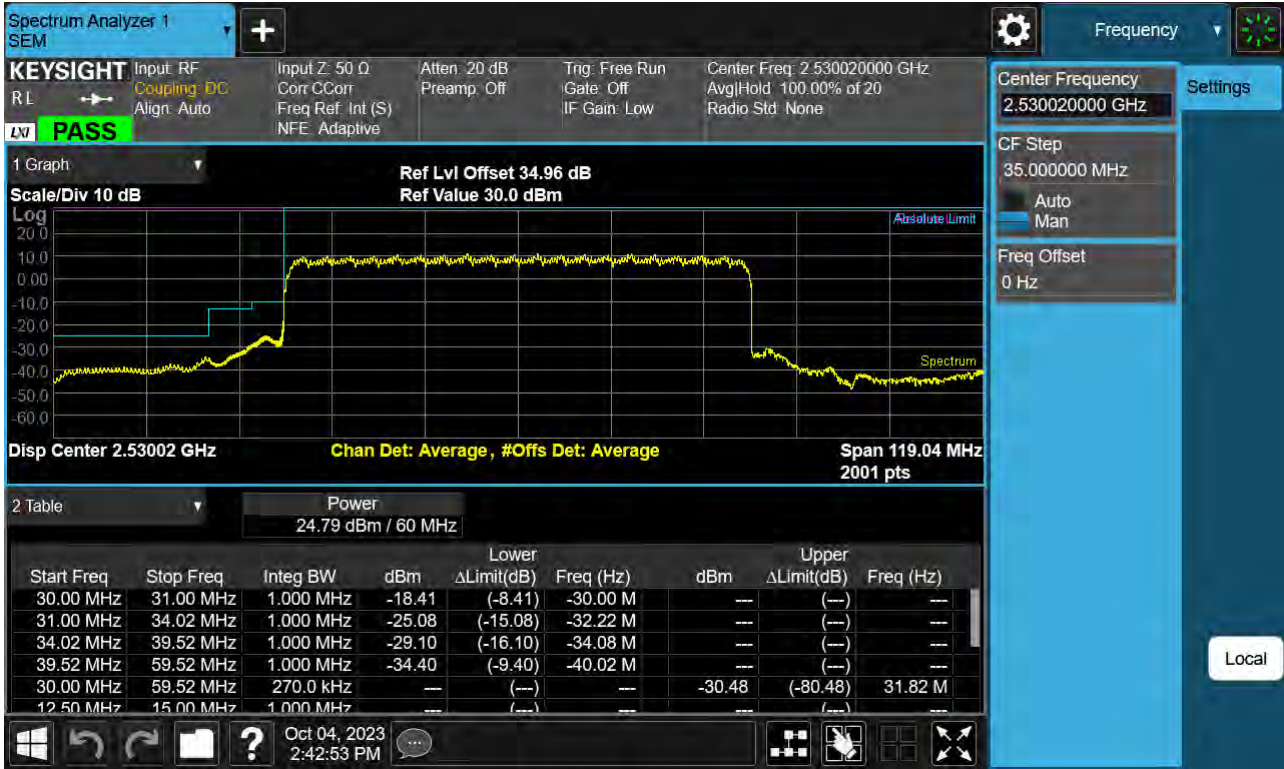 Spectrum Analyzer 1
SEM
Frequency
KEYSIGHT
RL
LXI
PASS
Input: RF
Coupling: DC
Align: Auto
Input Z: 50 Ω
Corr CCorr
Freq Ref: Int (S)
NFE: Adaptive
Atten: 20 dB
Preamp: Off
Trig: Free Run
Gate: Off
IF Gain: Low
Center Freq: 2.530020000 GHz
Avg|Hold: 100.00% of 20
Radio Std: None
Center Frequency
2.530020000 GHz
Settings
CF Step
35.000000 MHz
Auto
Man
Freq Offset
0 Hz
Local
1 Graph
Scale/Div 10 dB
Ref Lvl Offset 34.96 dB
Ref Value 30.0 dBm
Log
20.0
10.0
0.00
-10.0
-20.0
-30.0
-40.0
-50.0
-60.0
Limit
Spectrum
Disp Center 2.53002 GHz
Chan Det: Average, #Offs Det: Average
Span 119.04 MHz
2001 pts
2 Table
Power
24.79 dBm / 60 MHz
Lower Upper
Start Freq Stop Freq Integ BW dBm ΔLimit(dB) Freq (Hz) dBm ΔLimit(dB) Freq (Hz)
30.00 MHz 31.00 MHz 1.000 MHz -18.41 (-8.41) -30.00 M --- (---) ---
31.00 MHz 34.02 MHz 1.000 MHz -25.08 (-15.08) -32.22 M --- (---) ---
34.02 MHz 39.52 MHz 1.000 MHz -29.10 (-16.10) -34.08 M --- (---) ---
39.52 MHz 59.52 MHz 1.000 MHz -34.40 (-9.40) -40.02 M --- (---) ---
30.00 MHz 59.52 MHz 270.0 kHz --- (---) --- -30.48 (-80.48) 31.82 M
12.50 MHz 15.00 MHz 1.000 MHz --- (---) --- --- (---) ---
Oct 04, 2023
2:42:53 PM